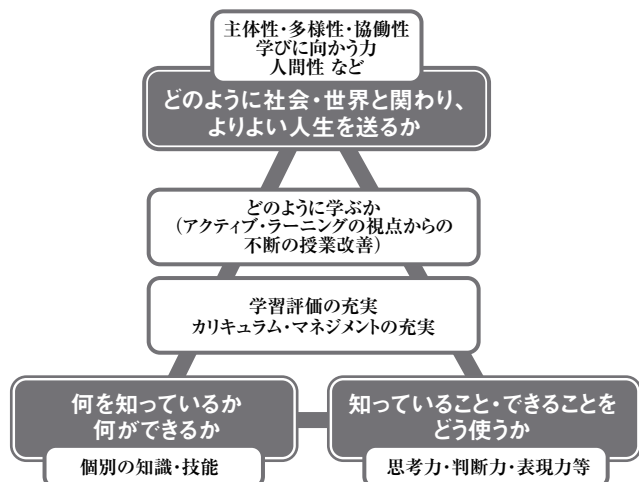 主体性・多様性・協働性
学びに向かう力
人間性 など
どのように社会・世界と関わり、
よりよい人生を送るか
どのように学ぶか
（アクティブ・ラーニングの視点からの
不断の授業改善）
学習評価の充実
カリキュラム・マネジメントの充実
何を知っているか
何ができるか
個別の知識・技能
知っていること・できることを
どう使うか
思考力・判断力・表現力等